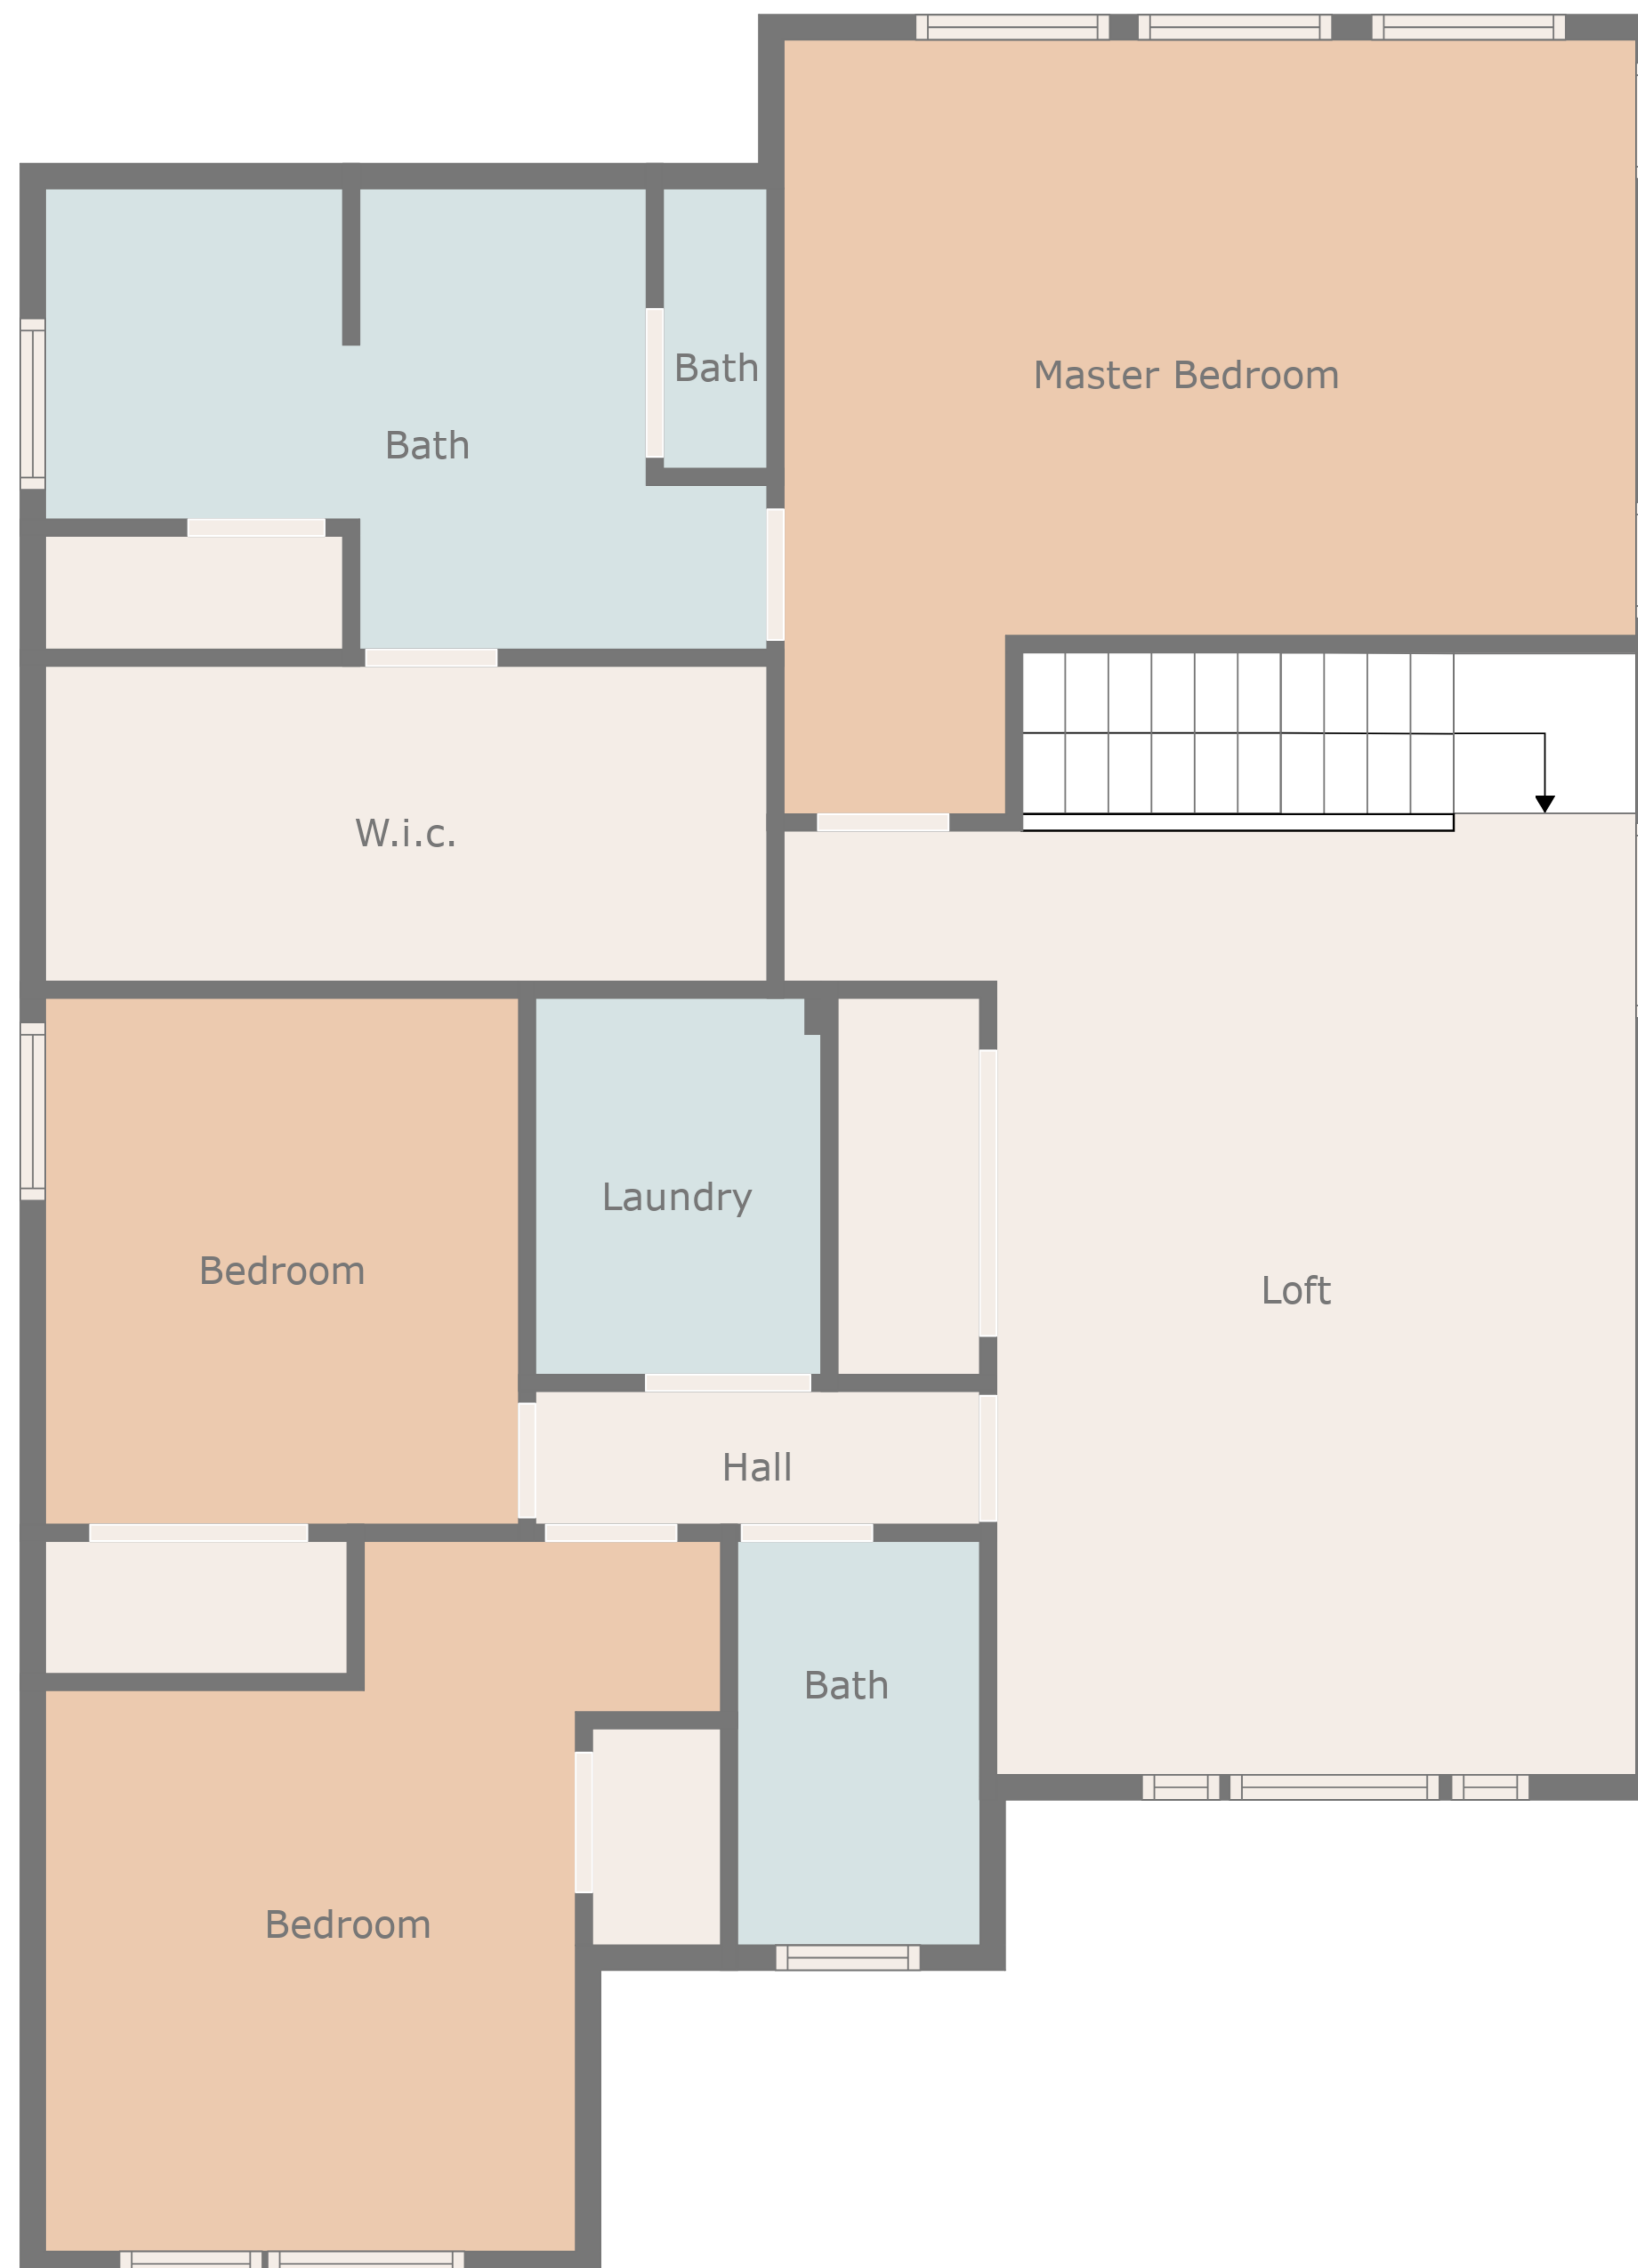 Bath
Master Bedroom
Bath
W.i.c.
Laundry
Bedroom
Loft
Hall
Bath
Bedroom